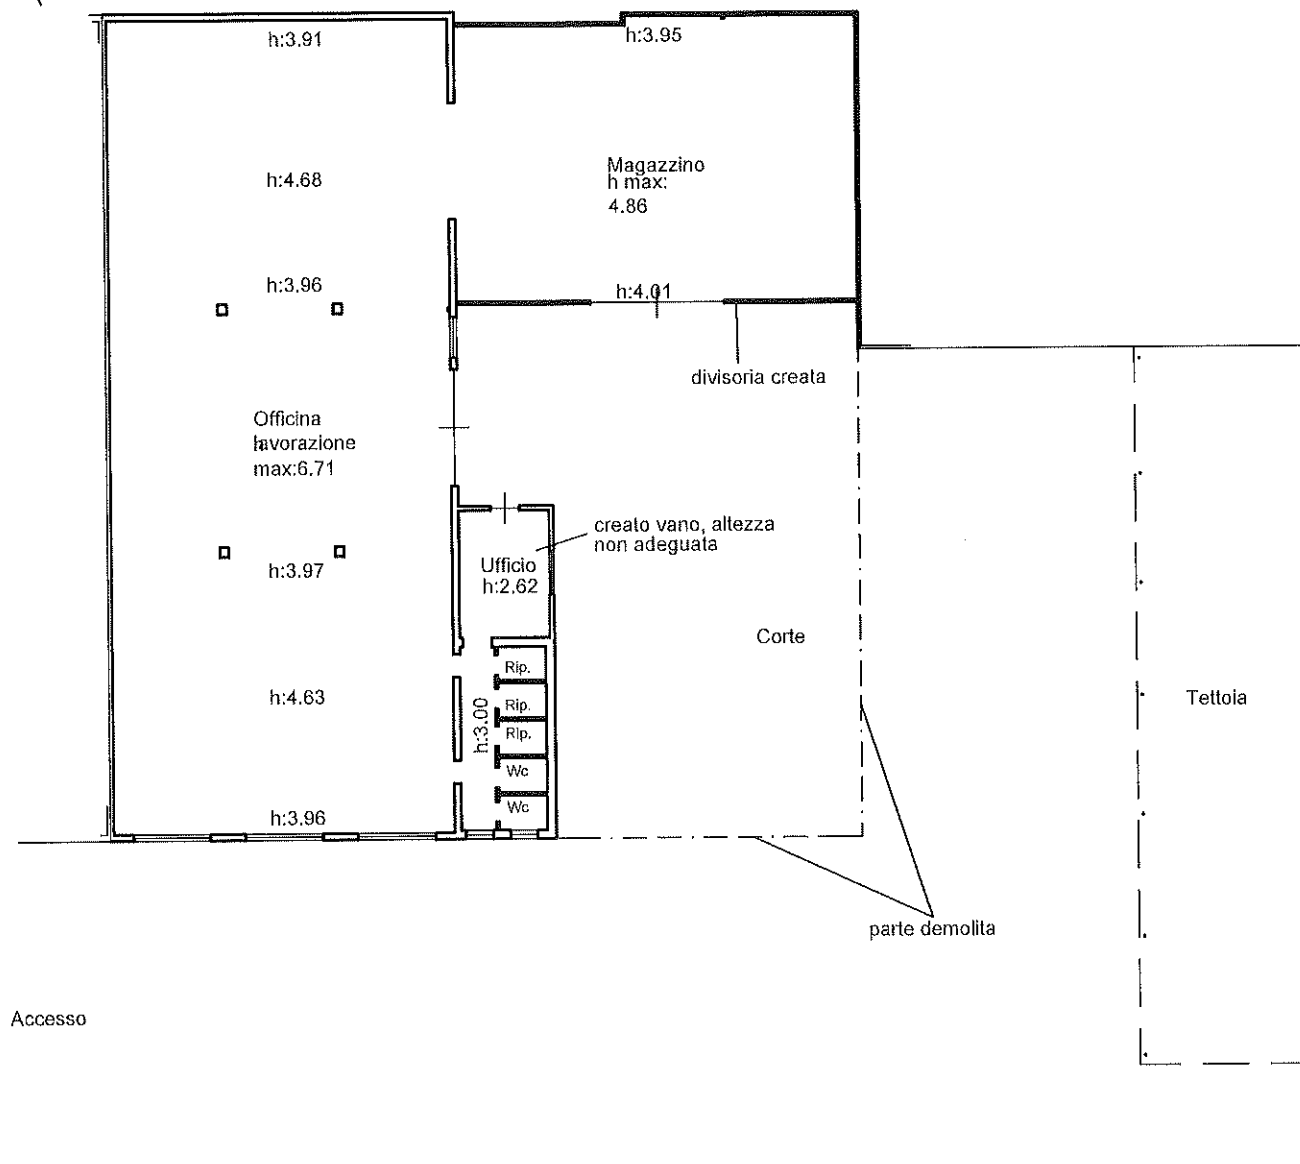 h:3.91
h:3.95
Magazzino
h max:
4.86
h:4.68
h:3.96
h:4.01
divisoria creata
Officina
lavorazione
h
max:6.71
creato vano, altezza
non adeguata
Ufficio
h:2.62
h:3.97
Corte
Rip.
Rip.
Rip.
Wc
Wc
h:3.00
h:4.63
Tettoia
h:3.96
parte demolita
Accesso